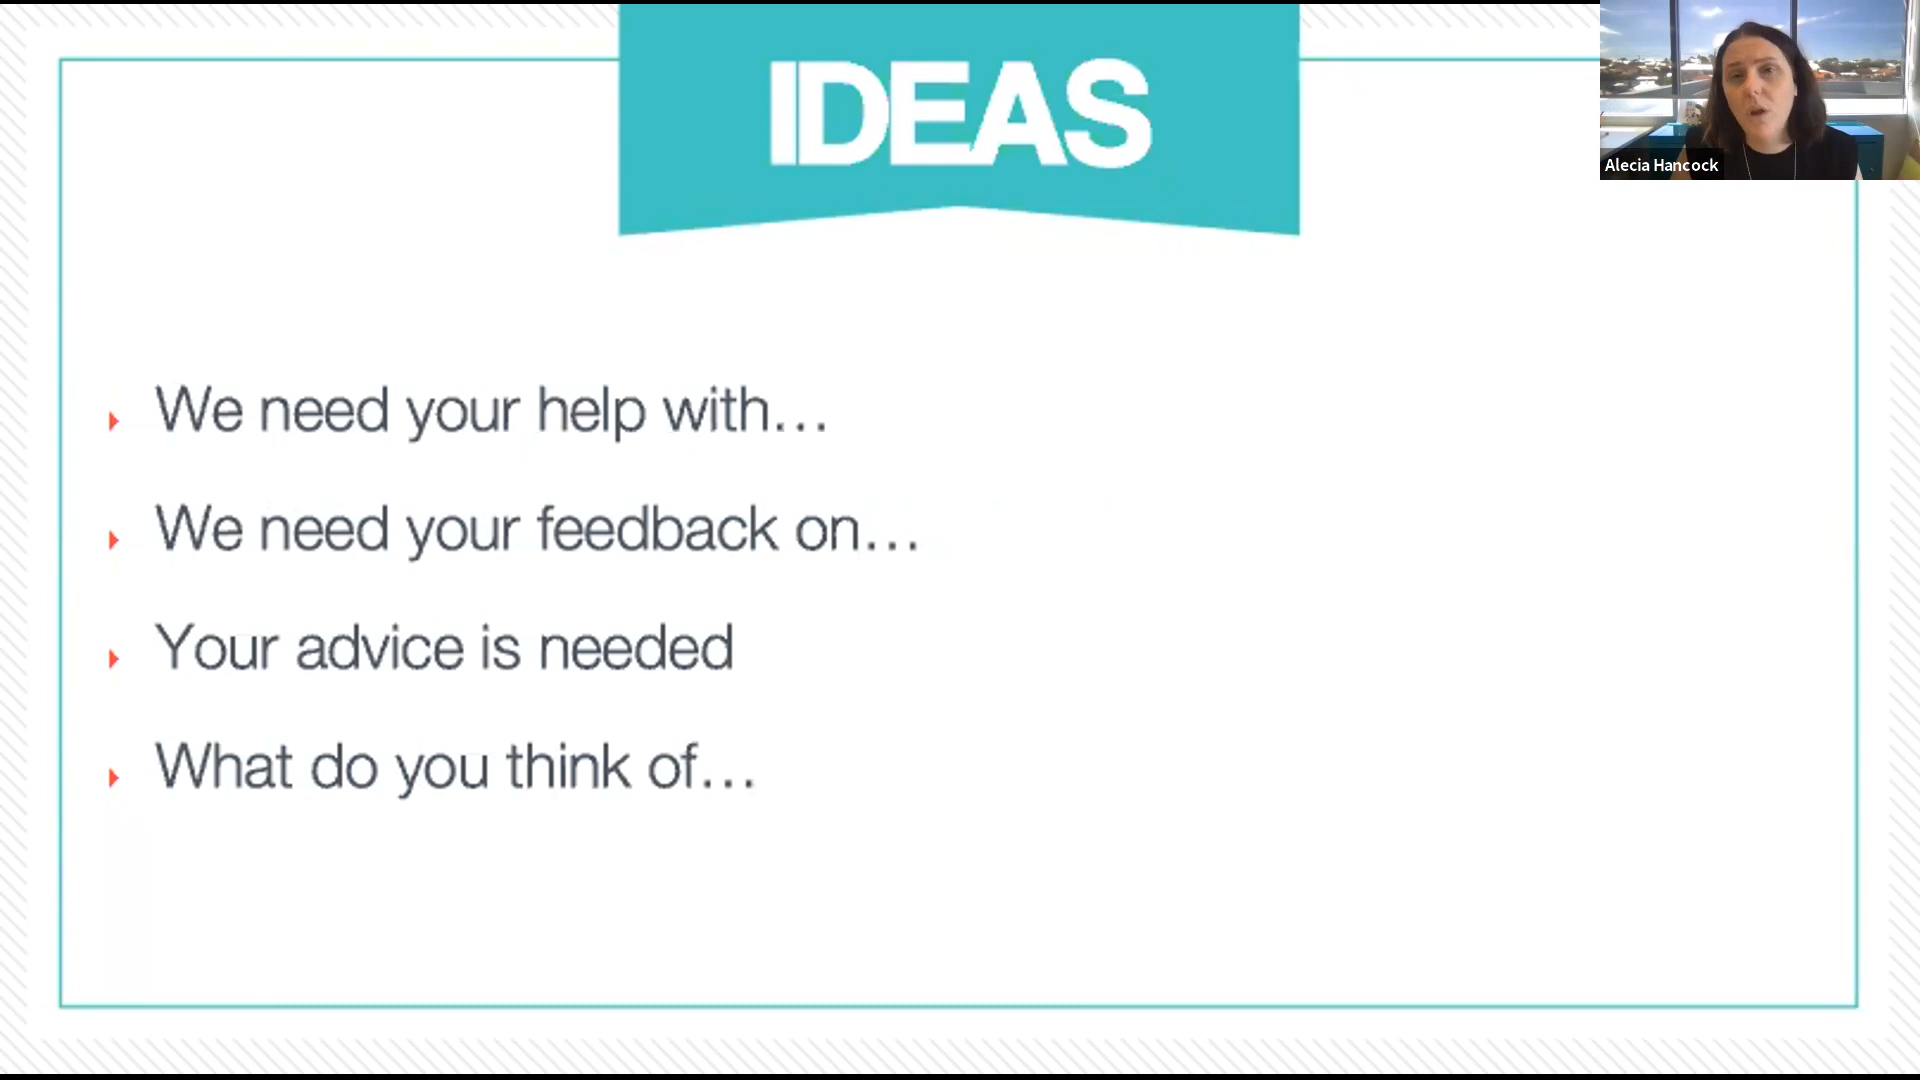 IDEAS
Alecia Hancock
We need your help with…
We need your feedback on…
Your advice is needed
What do you think of…